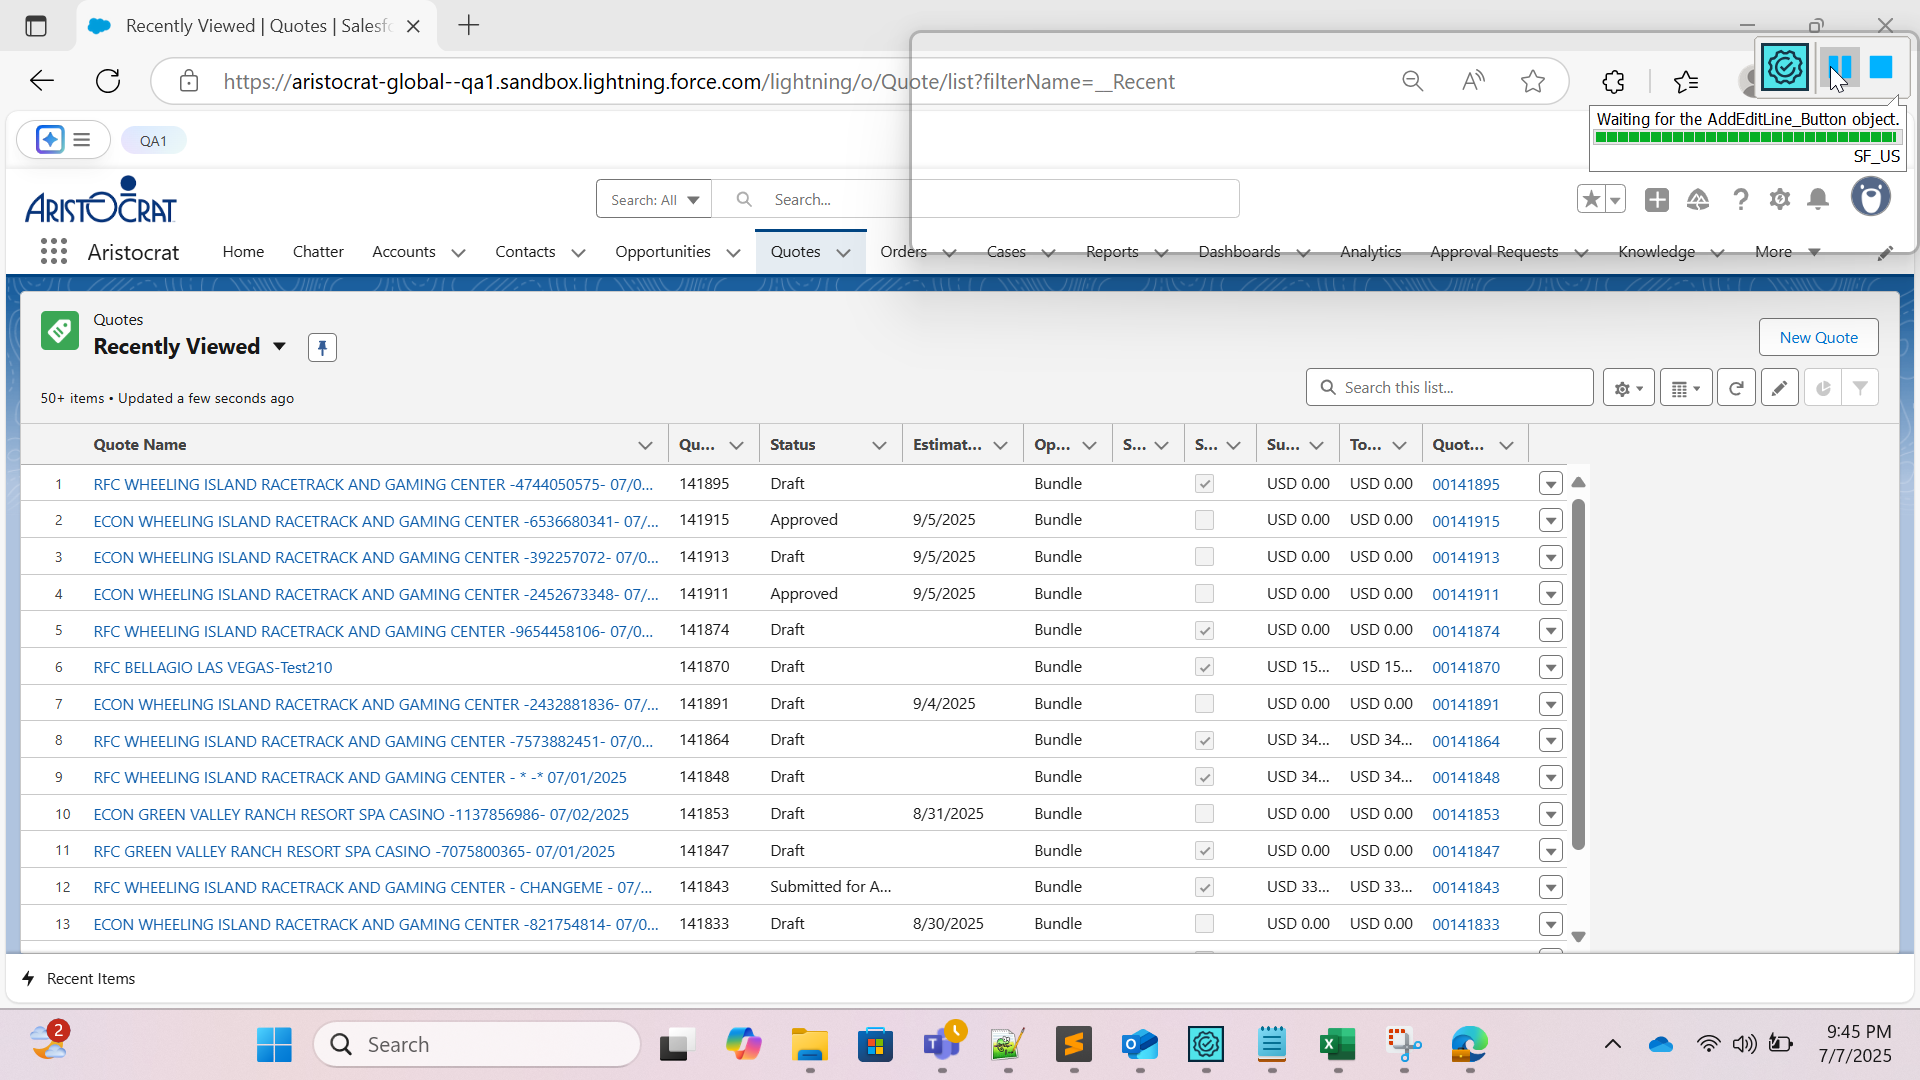 Recently Viewed | Quotes | Salesfo
https://aristocrat-global--qa1.sandbox.lightning.force.com/lightning/o/Quote/list?filterName=__Recent
Waiting for the AddEditLine_Button object.
SF_US
QA1
ARISTOCRAT
Search: All
Search...
Aristocrat
Home
Chatter
Accounts
Contacts
Opportunities
Quotes
Orders
Cases
Reports
Dashboards
Analytics
Approval Requests
Knowledge
More
Quotes
Recently Viewed
New Quote
50+ items • Updated a few seconds ago
Search this list...
Quote Name Qu... Status Estimat... Op... S... S... Su... To... Quot...
1 RFC WHEELING ISLAND RACETRACK AND GAMING CENTER -4744050575- 07/0... 141895 Draft Bundle USD 0.00 USD 0.00 00141895
2 ECON WHEELING ISLAND RACETRACK AND GAMING CENTER -6536680341- 07/... 141915 Approved 9/5/2025 Bundle USD 0.00 USD 0.00 00141915
3 ECON WHEELING ISLAND RACETRACK AND GAMING CENTER -392257072- 07/0... 141913 Draft 9/5/2025 Bundle USD 0.00 USD 0.00 00141913
4 ECON WHEELING ISLAND RACETRACK AND GAMING CENTER -2452673348- 07/... 141911 Approved 9/5/2025 Bundle USD 0.00 USD 0.00 00141911
5 RFC WHEELING ISLAND RACETRACK AND GAMING CENTER -9654458106- 07/0... 141874 Draft Bundle USD 0.00 USD 0.00 00141874
6 RFC BELLAGIO LAS VEGAS-Test210 141870 Draft Bundle USD 15... USD 15... 00141870
7 ECON WHEELING ISLAND RACETRACK AND GAMING CENTER -2432881836- 07/... 141891 Draft 9/4/2025 Bundle USD 0.00 USD 0.00 00141891
8 RFC WHEELING ISLAND RACETRACK AND GAMING CENTER -7573882451- 07/0... 141864 Draft Bundle USD 34... USD 34... 00141864
9 RFC WHEELING ISLAND RACETRACK AND GAMING CENTER - * -* 07/01/2025 141848 Draft Bundle USD 34... USD 34... 00141848
10 ECON GREEN VALLEY RANCH RESORT SPA CASINO -1137856986- 07/02/2025 141853 Draft 8/31/2025 Bundle USD 0.00 USD 0.00 00141853
11 RFC GREEN VALLEY RANCH RESORT SPA CASINO -7075800365- 07/01/2025 141847 Draft Bundle USD 0.00 USD 0.00 00141847
12 RFC WHEELING ISLAND RACETRACK AND GAMING CENTER - CHANGEME - 07/... 141843 Submitted for A... Bundle USD 33... USD 33... 00141843
13 ECON WHEELING ISLAND RACETRACK AND GAMING CENTER -821754814- 07/0... 141833 Draft 8/30/2025 Bundle USD 0.00 USD 0.00 00141833
Recent Items
2
Search
9:45 PM
7/7/2025